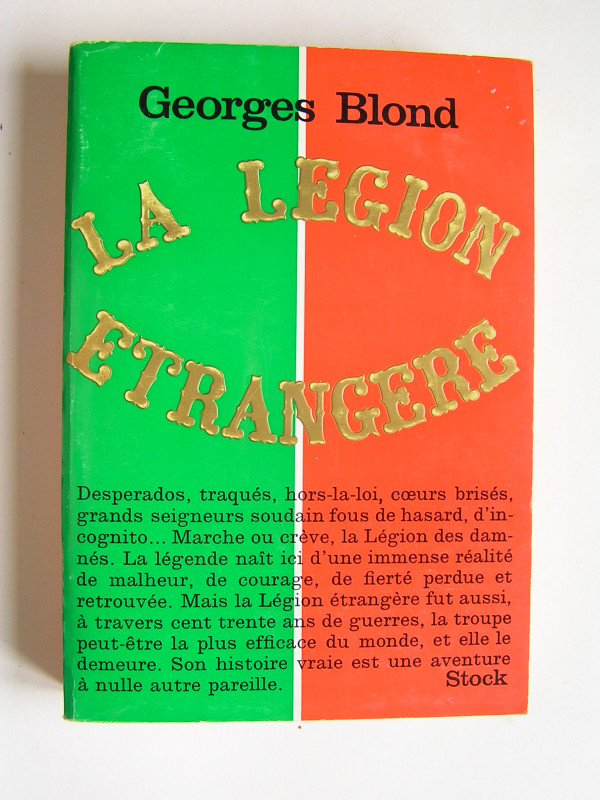 Georges Blond
LA LEGION
ETRANGERE
Desperados, traqués, hors-la-loi, cœurs brisés,
grands seigneurs soudain fous de hasard, d'in-
cognito... Marche ou crève, la Légion des dam-
nés. La légende naît ici d'une immense réalité
de malheur, de courage, de fierté perdue et
retrouvée. Mais la Légion étrangère fut aussi,
à travers cent trente ans de guerres, la troupe
peut-être la plus efficace du monde, et elle le
demeure. Son histoire vraie est une aventure
à nulle autre pareille.
Stock